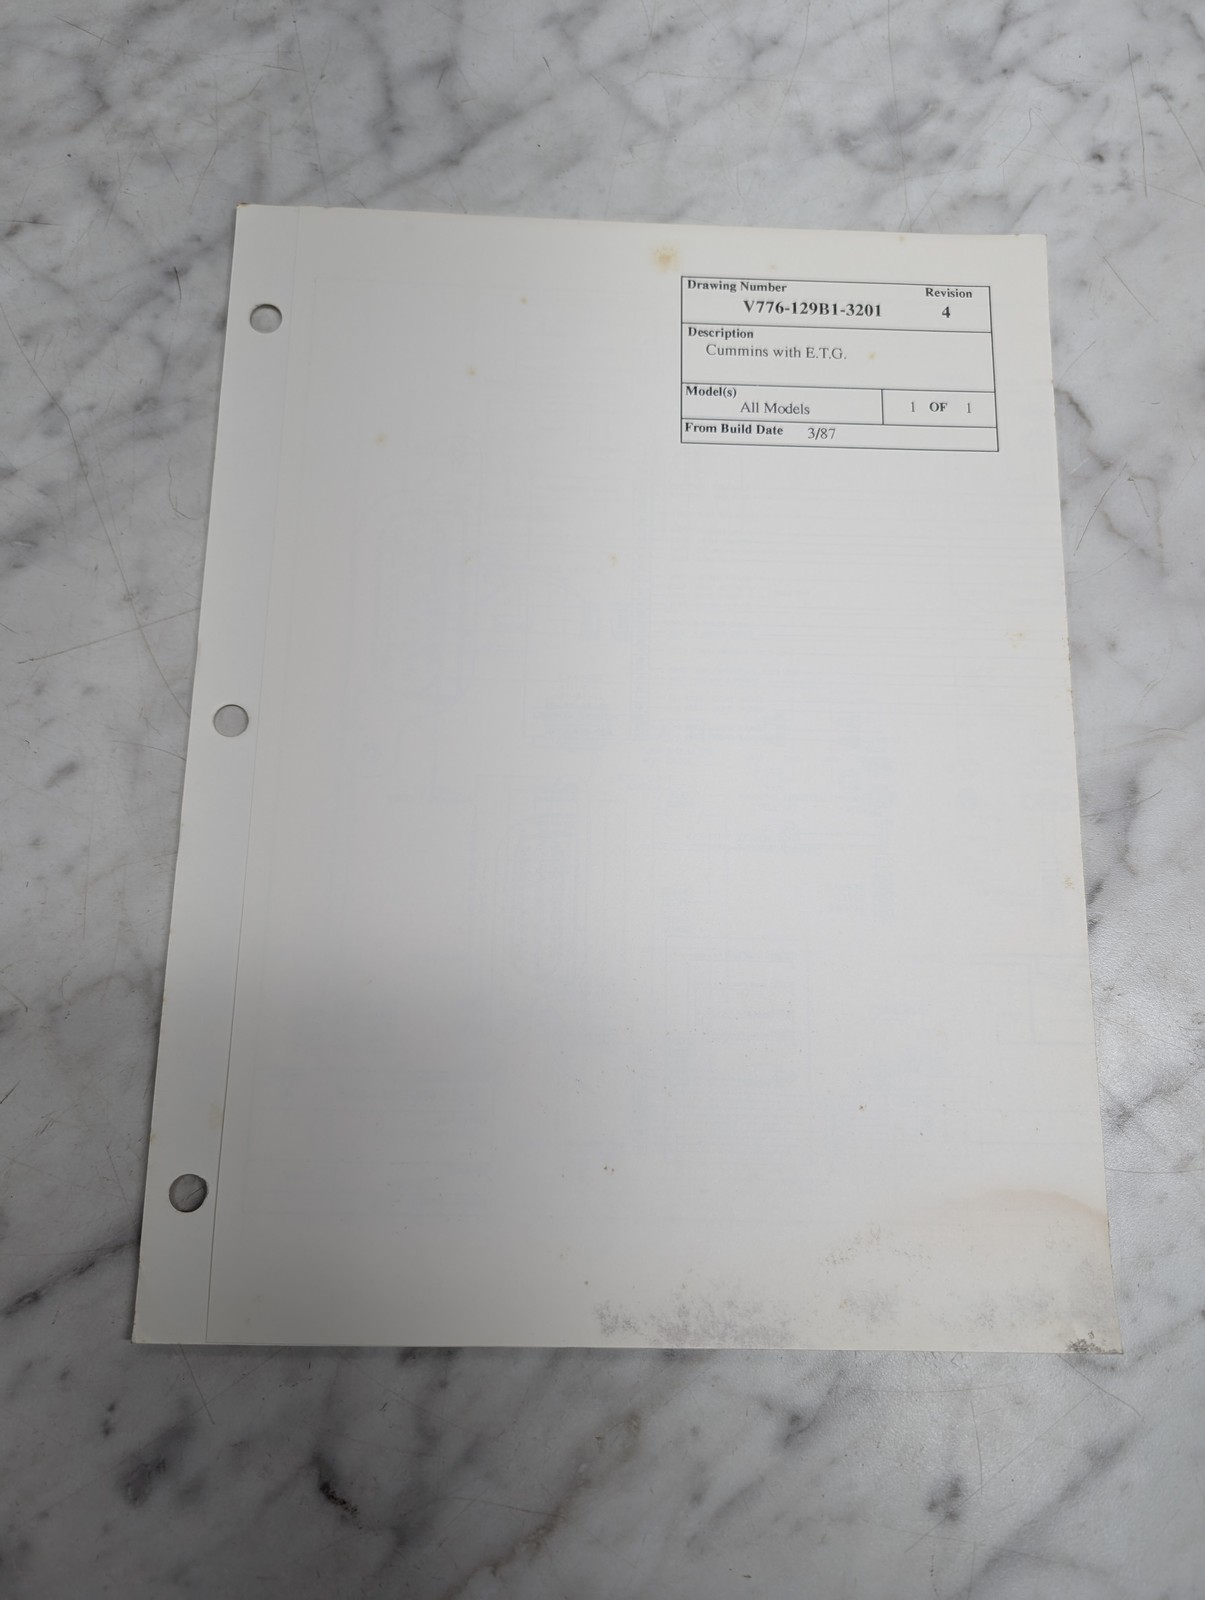 Drawing Number Revision
V776-129B1-3201 4
Description
Cummins with E.T.G.
Model(s)
All Models 1 OF 1
From Build Date 3/87